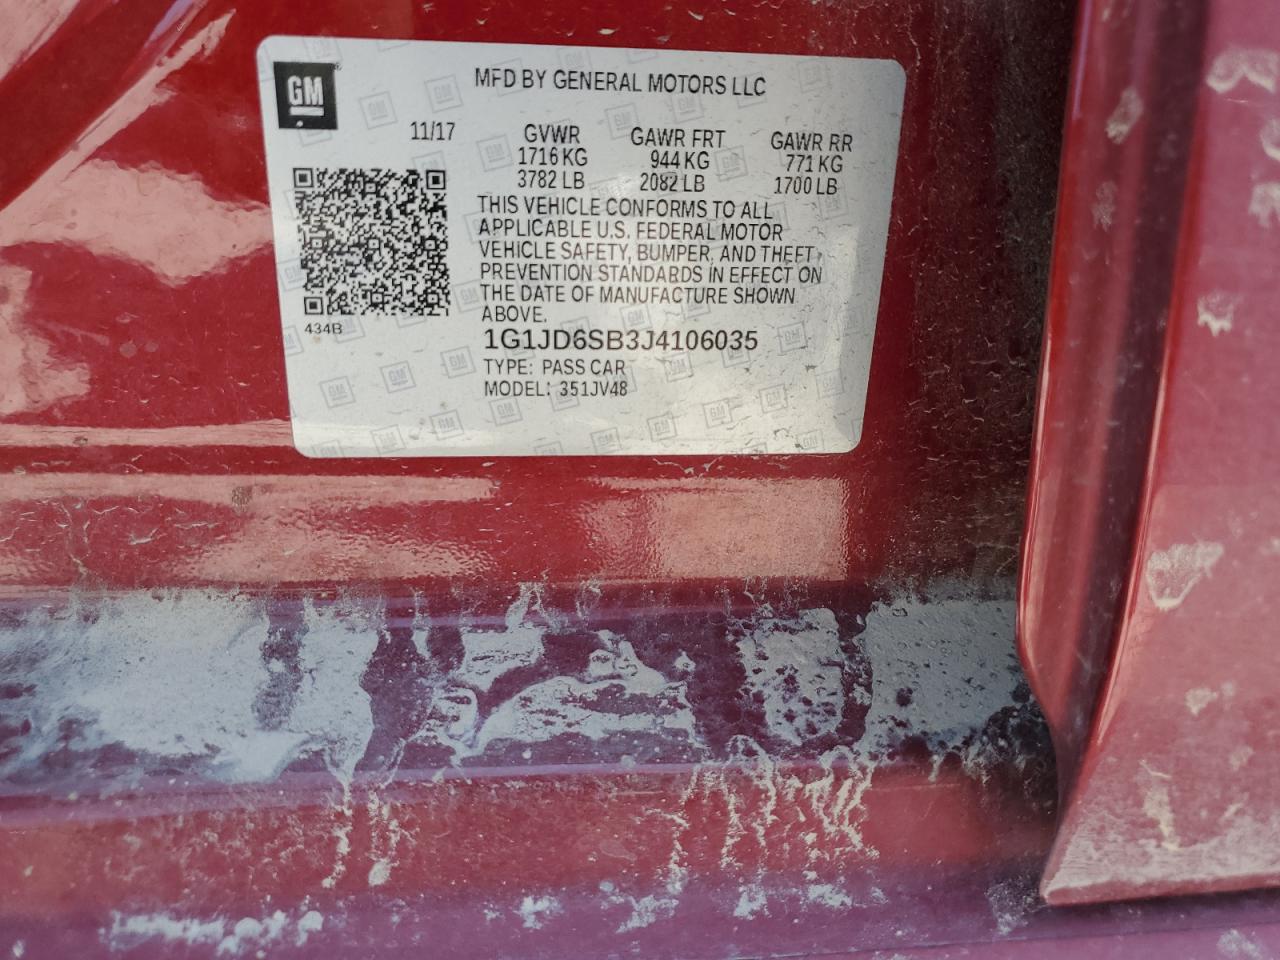 GM
MFD BY GENERAL MOTORS LLC
11/17
GVWR GAWR FRT GAWR RR
1716 KG 944 KG 771 KG
3782 LB 2082 LB 1700 LB
THIS VEHICLE CONFORMS TO ALL
APPLICABLE U.S. FEDERAL MOTOR
VEHICLE SAFETY, BUMPER, AND THEFT
PREVENTION STANDARDS IN EFFECT ON
THE DATE OF MANUFACTURE SHOWN
ABOVE.
434B
1G1JD6SB3J4106035
TYPE: PASS CAR
MODEL: 351JV48